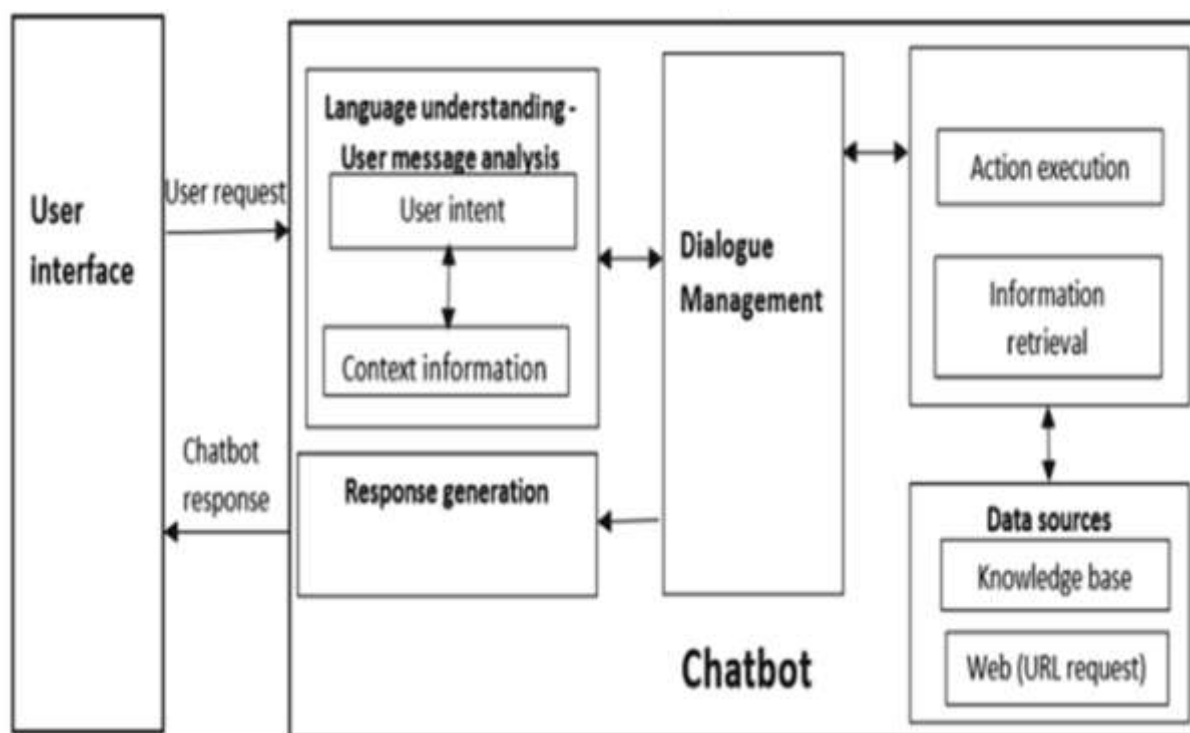 User
interface
User request
Chatbot
response
Language understanding -
User message analysis
User intent
Context information
Response generation
Dialogue
Management
Action execution
Information
retrieval
Data sources
Knowledge base
Web (URL request)
Chatbot